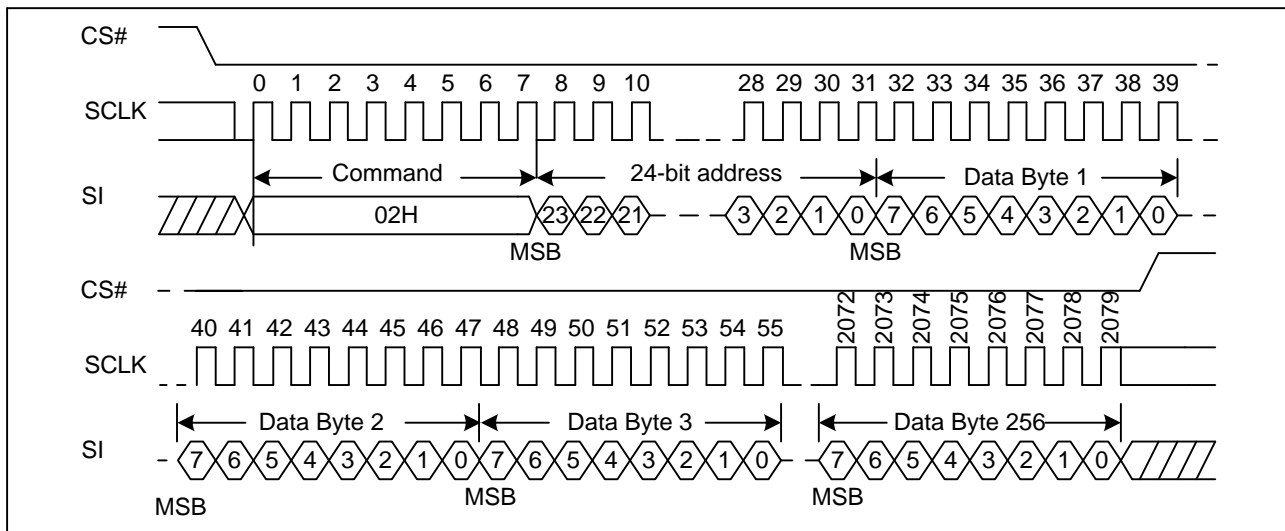 CS#
0 1 2 3 4 5 6 7 8 9 10 28 29 30 31 32 33 34 35 36 37 38 39
SCLK
Command 24-bit address Data Byte 1
SI
02H 23 22 21 3 2 1 0 7 6 5 4 3 2 1 0
MSB MSB
CS#
40 41 42 43 44 45 46 47 48 49 50 51 52 53 54 55 2072 2073 2074 2075 2076 2077 2078 2079
SCLK
Data Byte 2 Data Byte 3 Data Byte 256
SI
7 6 5 4 3 2 1 0 7 6 5 4 3 2 1 0 7 6 5 4 3 2 1 0
MSB MSB MSB